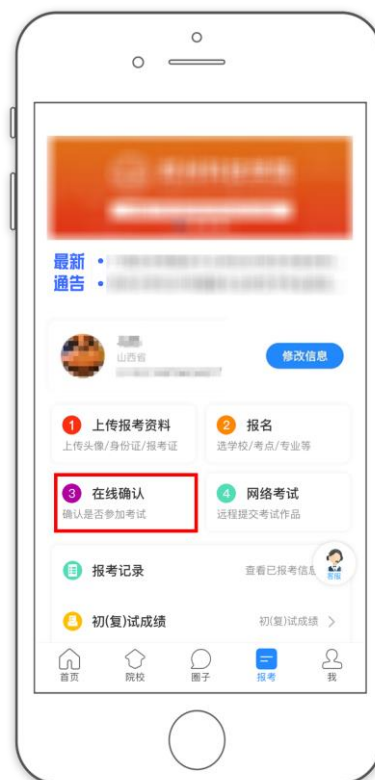 最新
通告
山西省
修改信息
1 上传报考资料
上传头像/身份证/报考证
2 报名
选学校/考点/专业等
3 在线确认
确认是否参加考试
4 网络考试
远程提交考试作品
报考记录
查看已报考信息
客服
初(复)试成绩
初(复)试成绩
首页
院校
圈子
报考
我